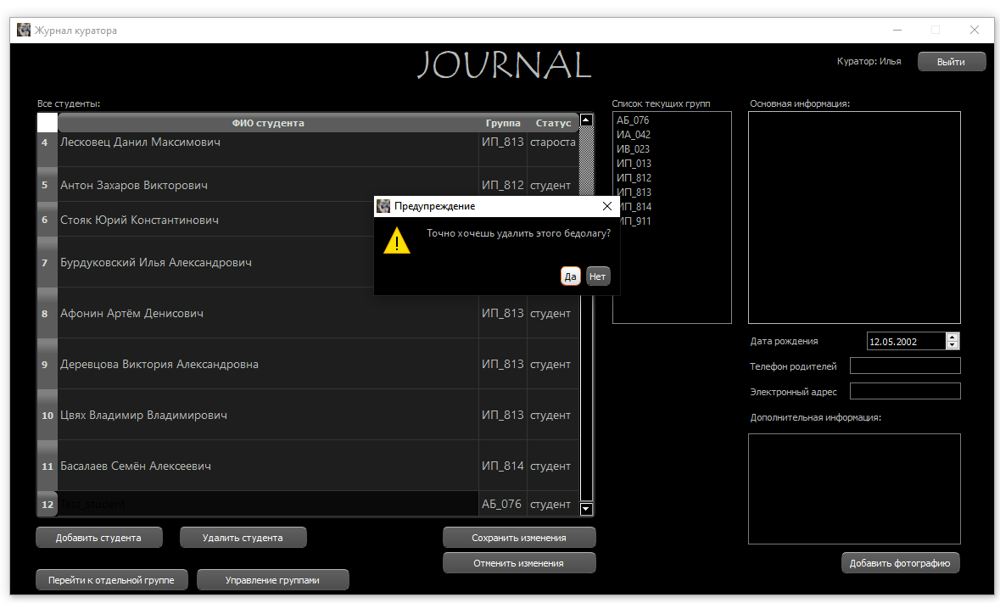 Журнал куратора
JOURNAL
Куратор: Илья
Выйти
Все студенты:
ФИО студента Группа Статус
4 Лесковец Данил Максимович ИП_813 староста
5 Антон Захаров Викторович ИП_812 студент
6 Стояк Юрий Константинович
7 Бурдуковский Илья Александрович
8 Афонин Артём Денисович ИП_813 студент
9 Деревцова Виктория Александровна ИП_813 студент
10 Цвях Владимир Владимирович ИП_813 студент
11 Басалаев Семён Алексеевич ИП_814 студент
12 Test_student АБ_076 студент
Предупреждение
Точно хочешь удалить этого бедолагу?
Да Нет
Список текущих групп
АБ_076
ИА_042
ИВ_023
ИП_013
ИП_812
ИП_813
ИП_814
ИП_911
Основная информация:
Дата рождения 12.05.2002
Телефон родителей
Электронный адрес
Дополнительная информация:
Добавить студента Удалить студента Сохранить изменения
Отменить изменения Добавить фотографию
Перейти к отдельной группе Управление группами